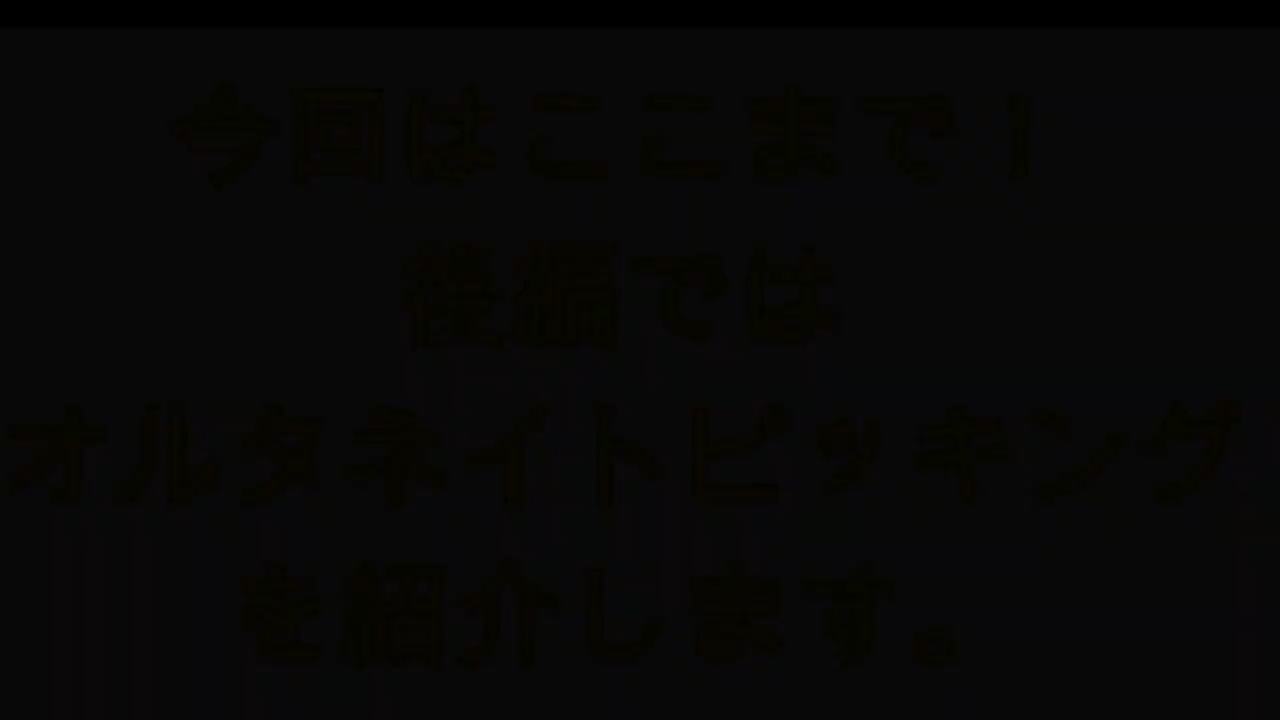 今回はここまで！
後編では
オルタネイトピッキング
を紹介します。